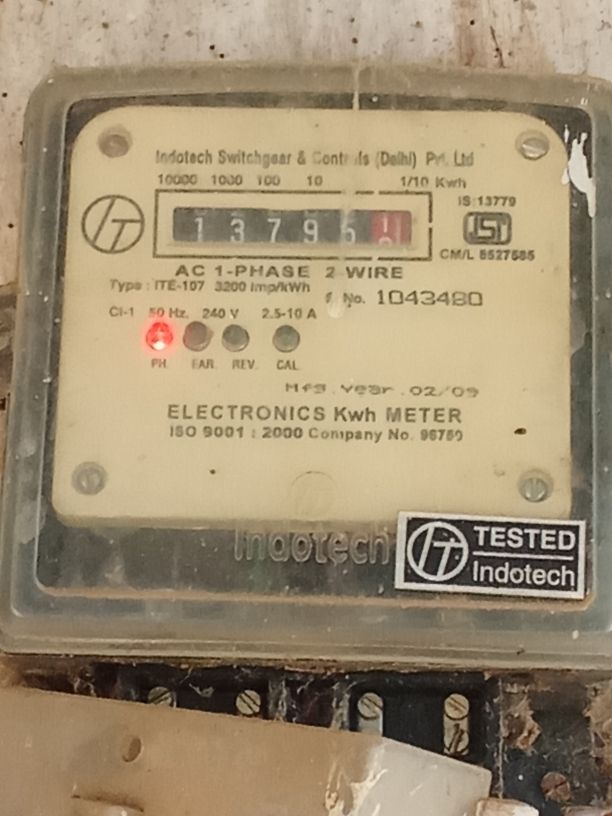 Indotech Switchgear & Controls (Delhi) Pvt. Ltd
10000 1000 100 10 1/10 Kwh
IS:13779
IT
1 3 7 9 5
ISI
CM/L 8527585
AC 1-PHASE 2-WIRE
Type : ITE-107 3200 Imp/kWh
No. 1043480
Cl-1 50 Hz. 240 V 2.5-10 A
PH. EAR. REV. CAL
Mfg.Year.02/09
ELECTRONICS Kwh METER
ISO 9001 : 2000 Company No. 96750
Indotech
IT TESTED
Indotech